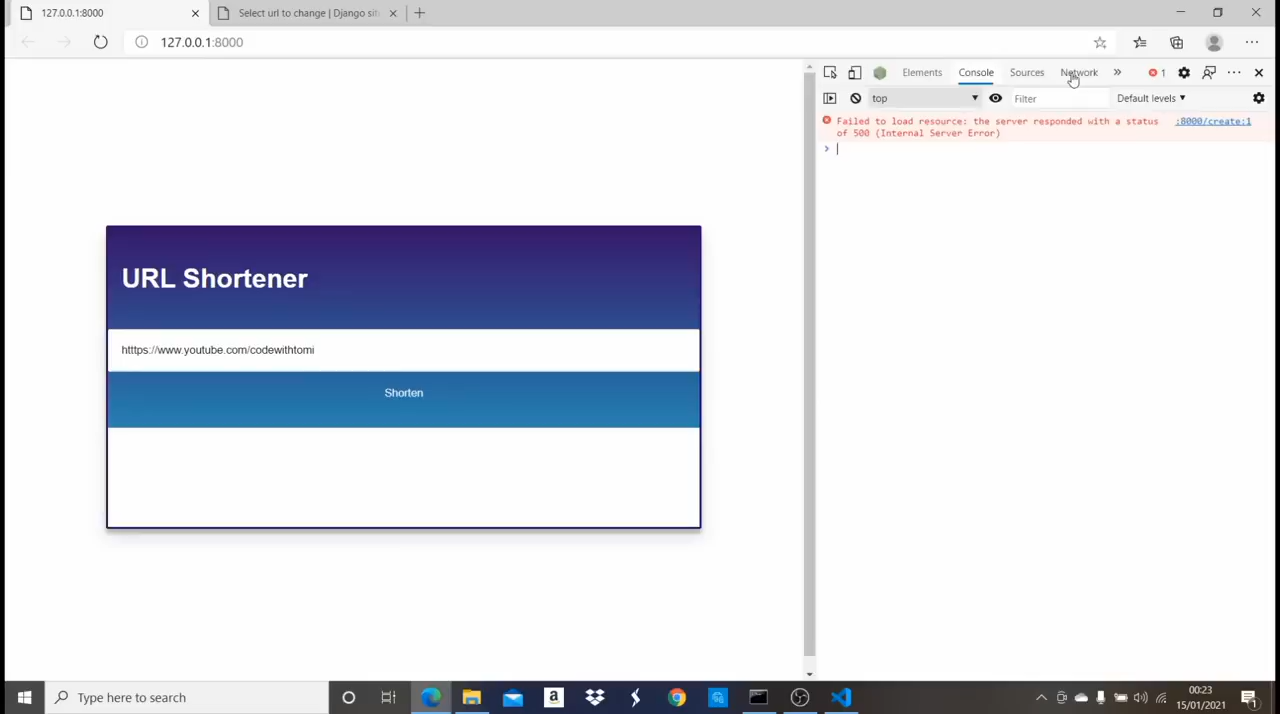 127.0.0.1:8000
Select url to change | Django sit
127.0.0.1:8000
Elements
Console
Sources
Network
1
top
Filter
Default levels
Failed to load resource: the server responded with a status :8000/create:1
of 500 (Internal Server Error)
URL Shortener
htttps://www.youtube.com/codewithtomi
Shorten
Type here to search
00:23
15/01/2021
1